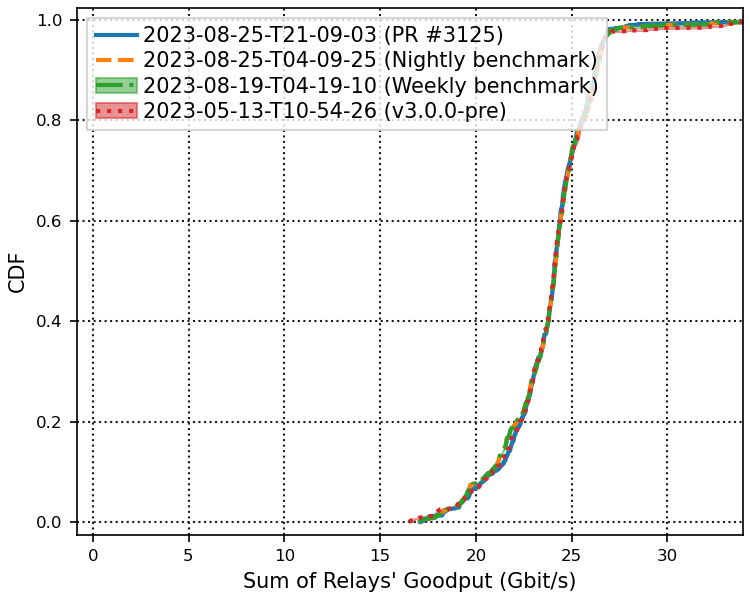 2023-08-25-T21-09-03 (PR #3125)
2023-08-25-T04-09-25 (Nightly benchmark)
2023-08-19-T04-19-10 (Weekly benchmark)
2023-05-13-T10-54-26 (v3.0.0-pre)
1.0
0.8
0.6
0.4
0.2
0.0
CDF
0 5 10 15 20 25 30
Sum of Relays' Goodput (Gbit/s)